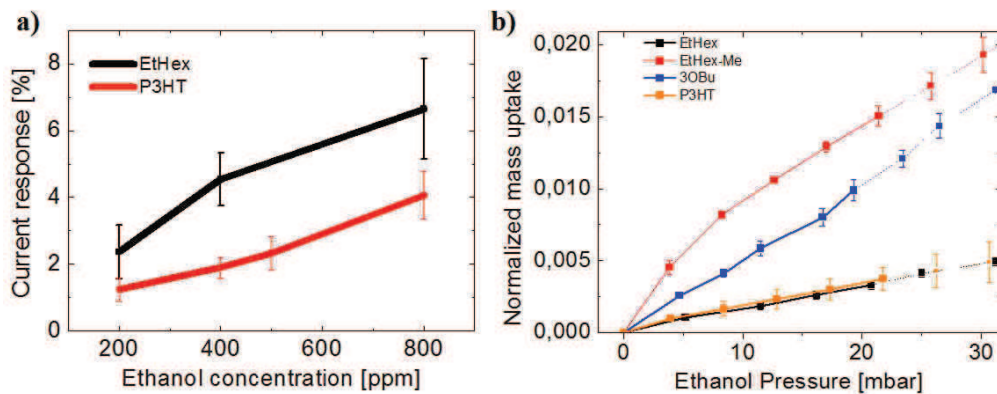 a)
EtHex
P3HT
8
6
4
2
0
200 400 600 800
Current response [%]
Ethanol concentration [ppm]
b)
EtHex
EtHex-Me
3OBu
P3HT
0,020
0,015
0,010
0,005
0,000
0 10 20 30
Normalized mass uptake
Ethanol Pressure [mbar]